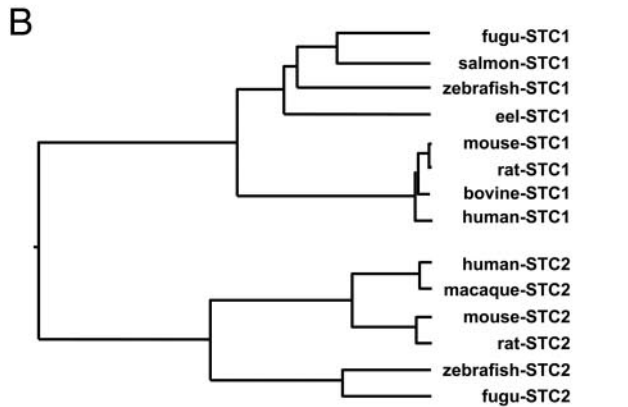 B
fugu-STC1
salmon-STC1
zebrafish-STC1
eel-STC1
mouse-STC1
rat-STC1
bovine-STC1
human-STC1
human-STC2
macaque-STC2
mouse-STC2
rat-STC2
zebrafish-STC2
fugu-STC2